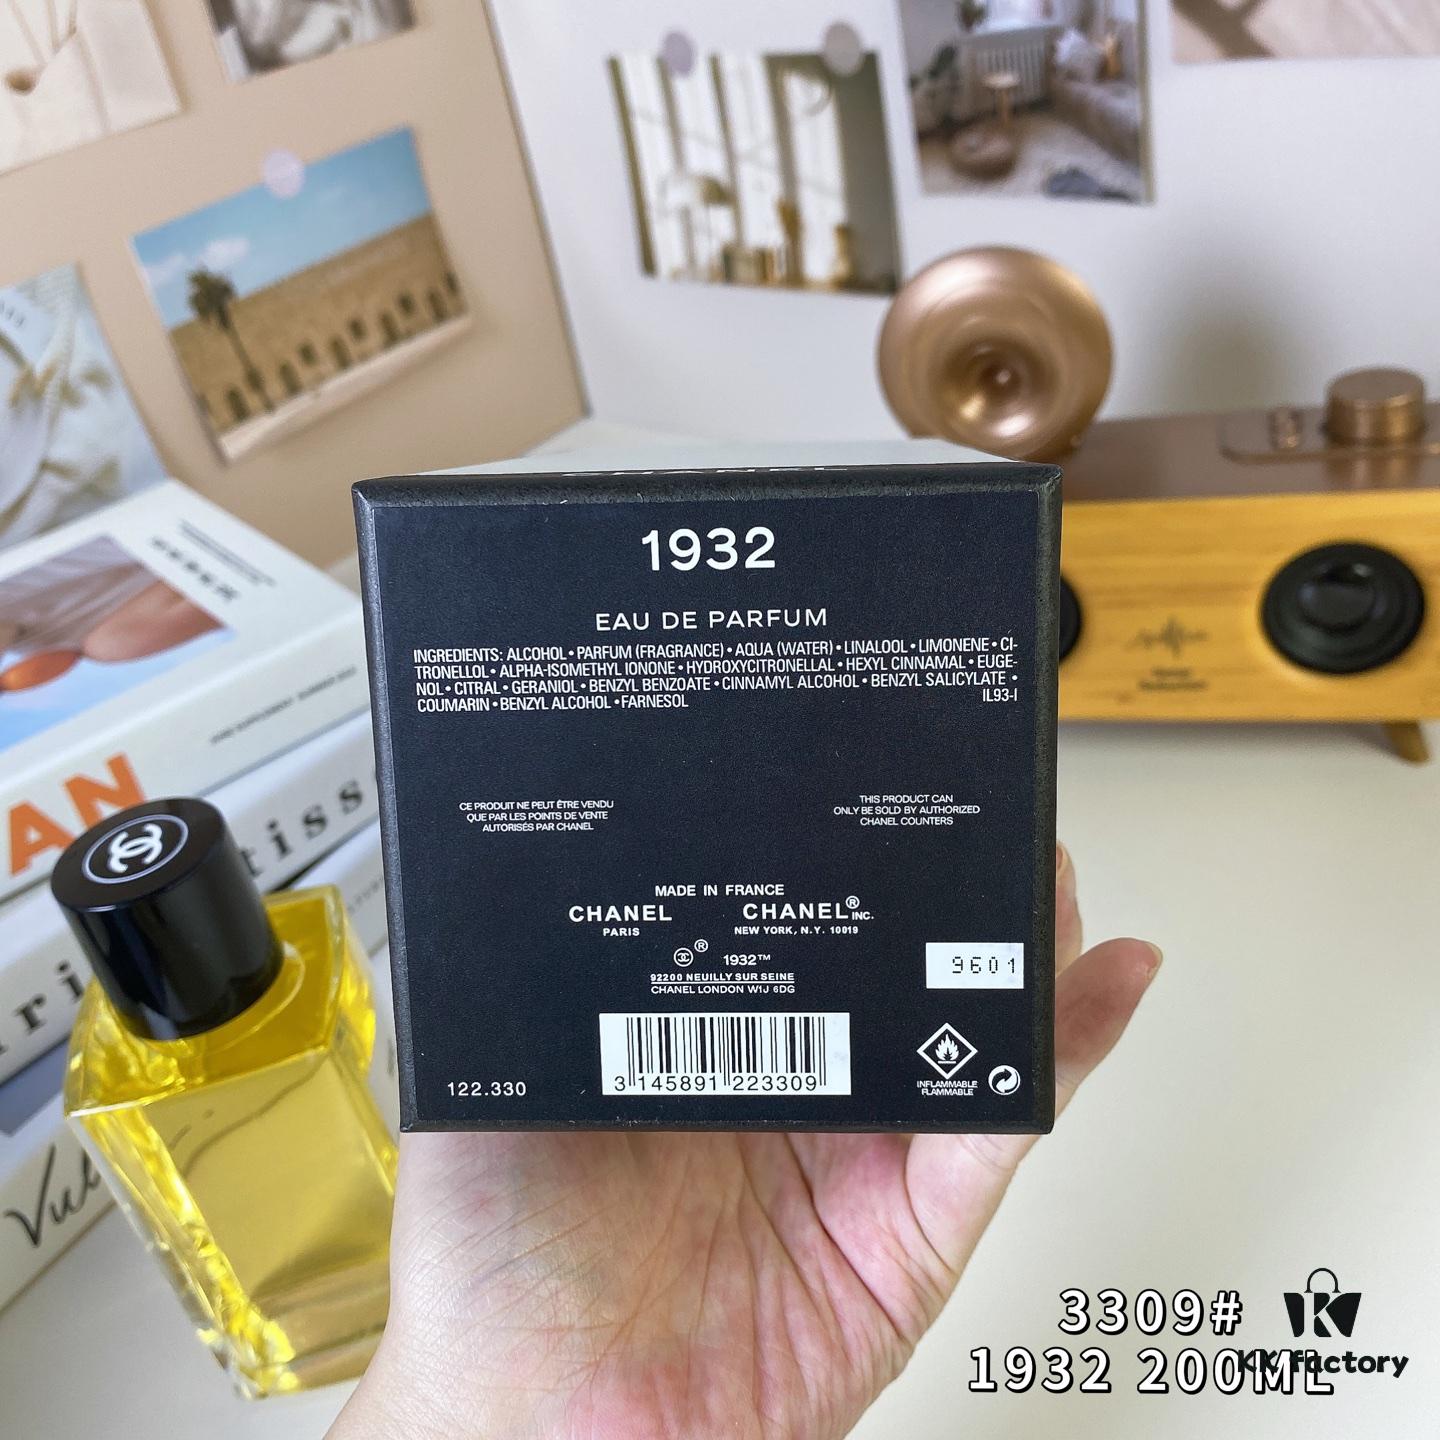 CHANEL
1932
EAU DE PARFUM
INGREDIENTS: ALCOHOL • PARFUM (FRAGRANCE) • AQUA (WATER) • LINALOOL • LIMONENE • CI-
TRONELLOL • ALPHA-ISOMETHYL IONONE • HYDROXYCITRONELLAL • HEXYL CINNAMAL • EUGE-
NOL • CITRAL • GERANIOL • BENZYL BENZOATE • CINNAMYL ALCOHOL • BENZYL SALICYLATE •
COUMARIN • BENZYL ALCOHOL • FARNESOL IL93-I
CE PRODUIT NE PEUT ÊTRE VENDU
QUE PAR LES POINTS DE VENTE
AUTORISÉS PAR CHANEL
THIS PRODUCT CAN
ONLY BE SOLD BY AUTHORIZED
CHANEL COUNTERS
MADE IN FRANCE
CHANEL CHANEL® INC.
PARIS NEW YORK, N.Y. 10019
® 1932™
92200 NEUILLY SUR SEINE
CHANEL LONDON W1J 6DG
9601
3 145891 223309
122.330
INFLAMMABLE
FLAMMABLE
AN
3309#
1932 200ML
KK factory